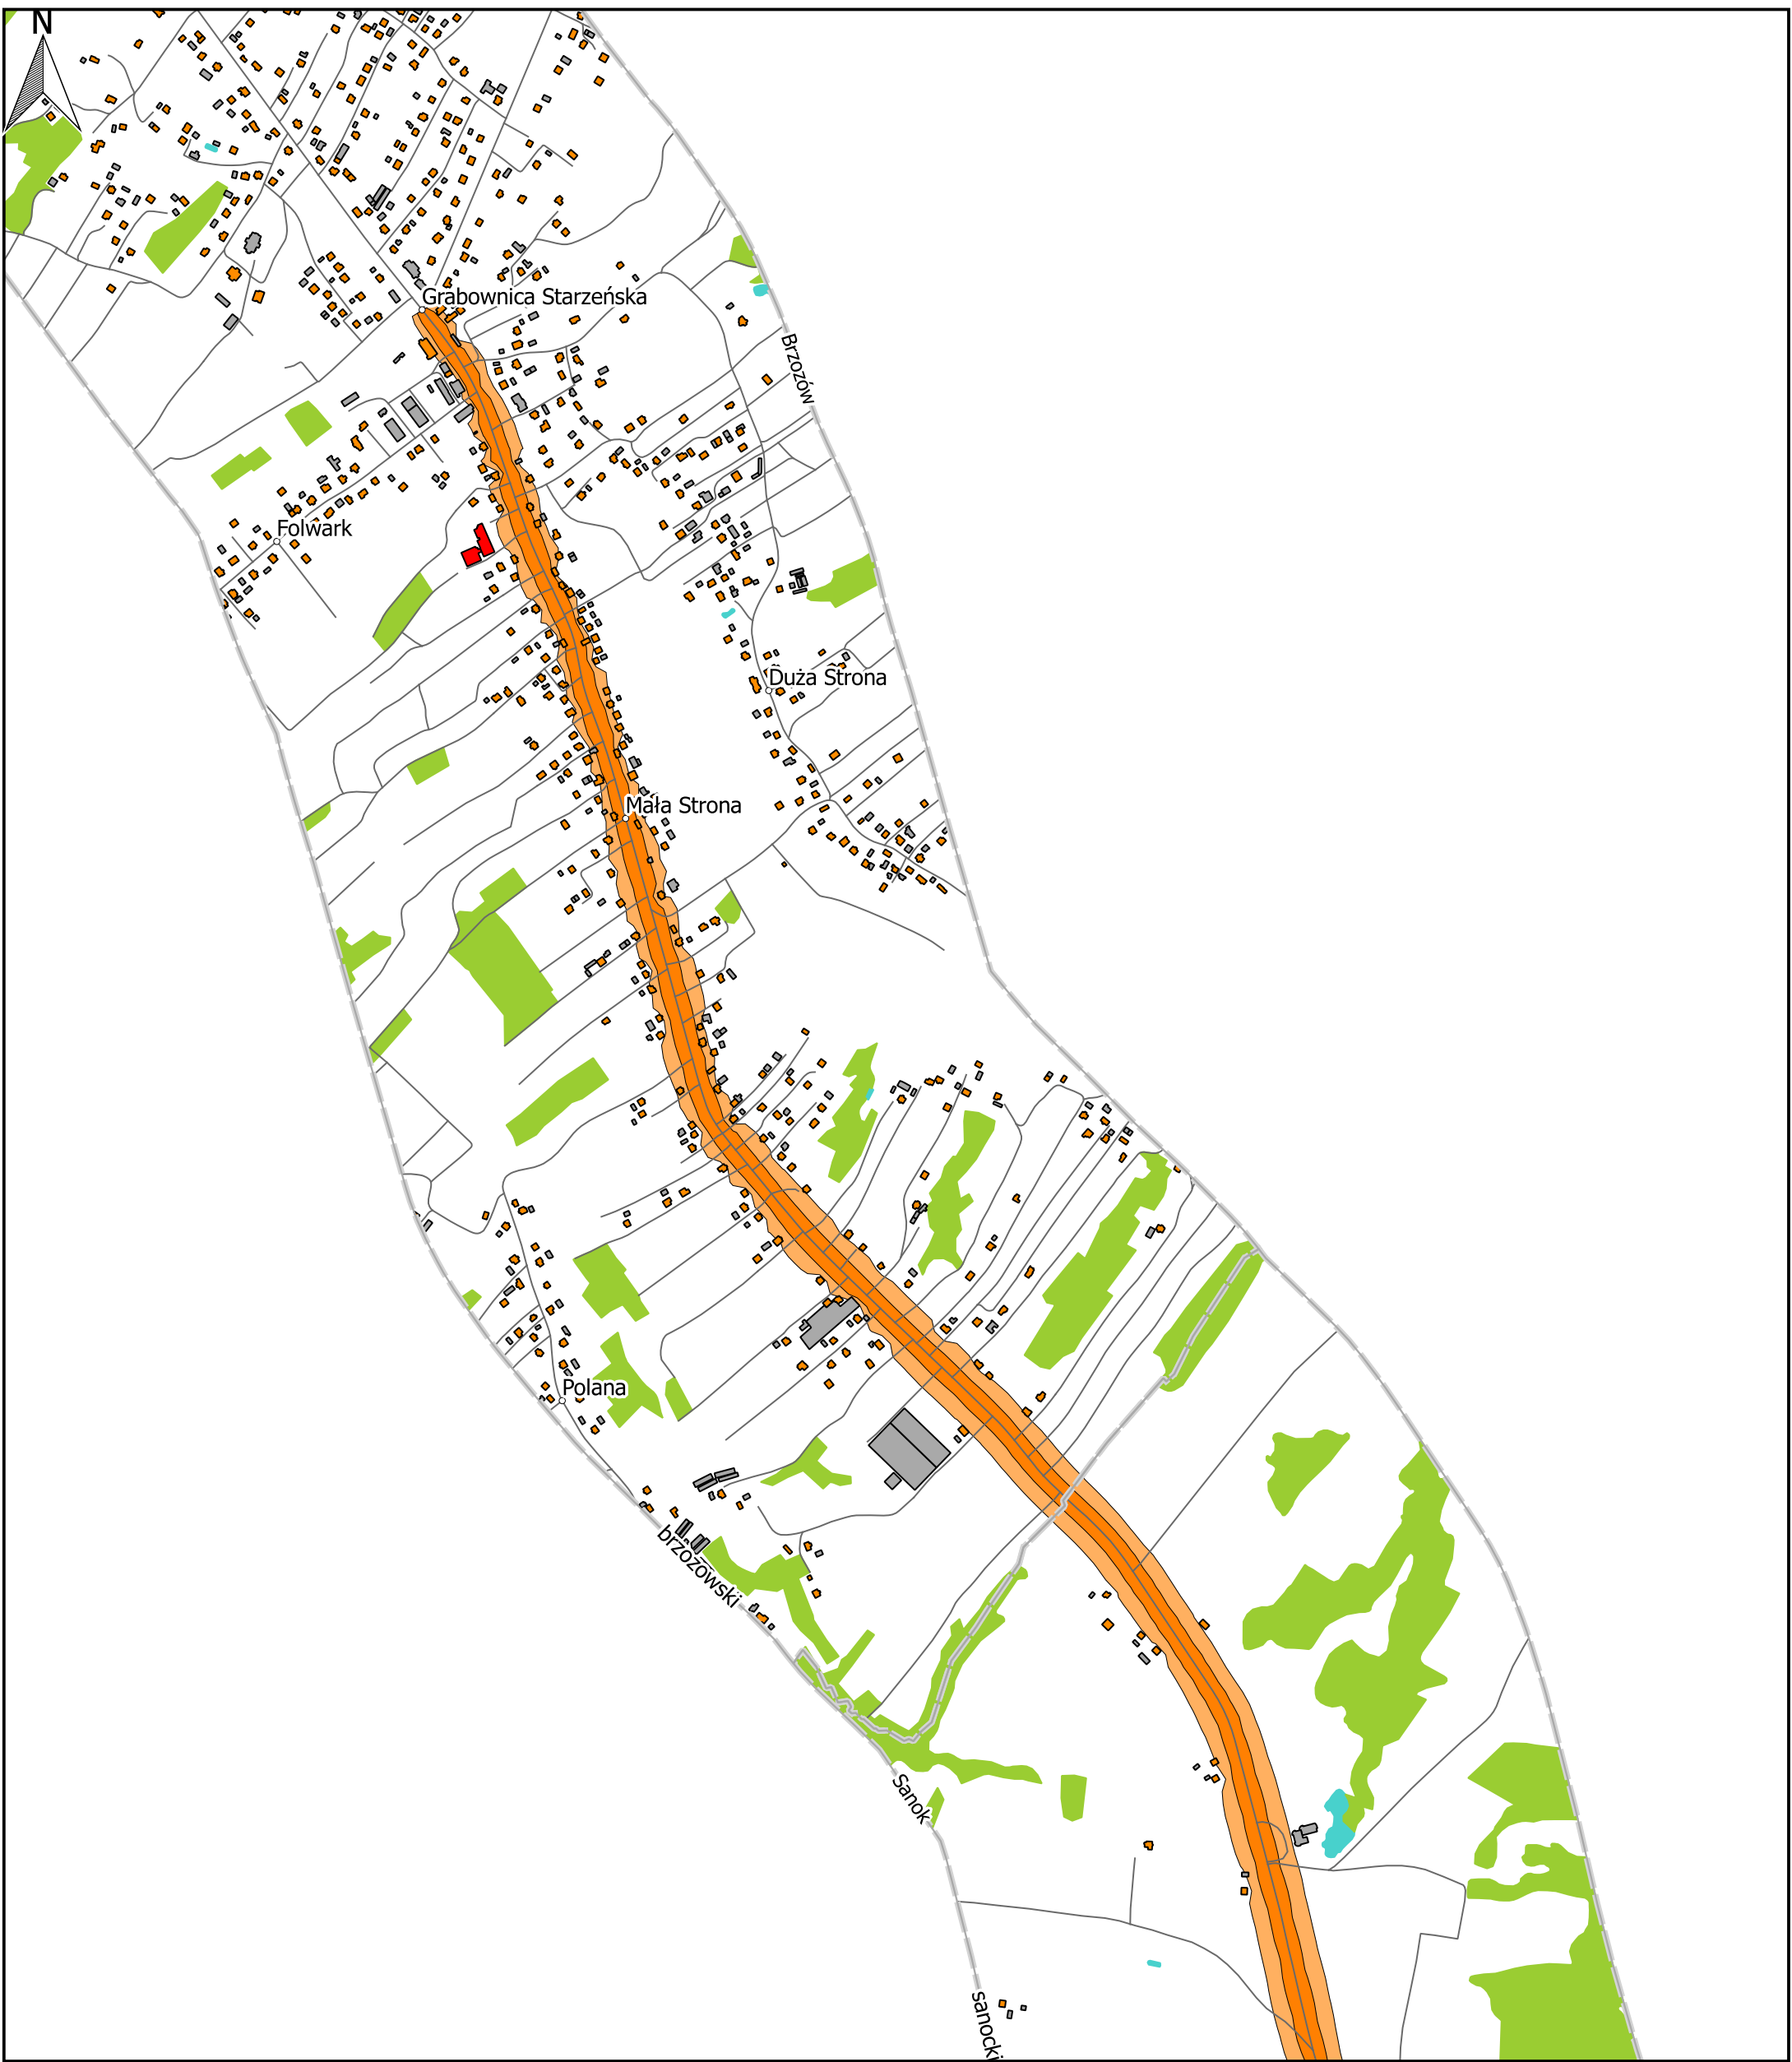 N
Grabownica Starzeńska
Brzozów
Folwark
Duża Strona
Mała Strona
Polana
brzozowski
Sanok
sanocki